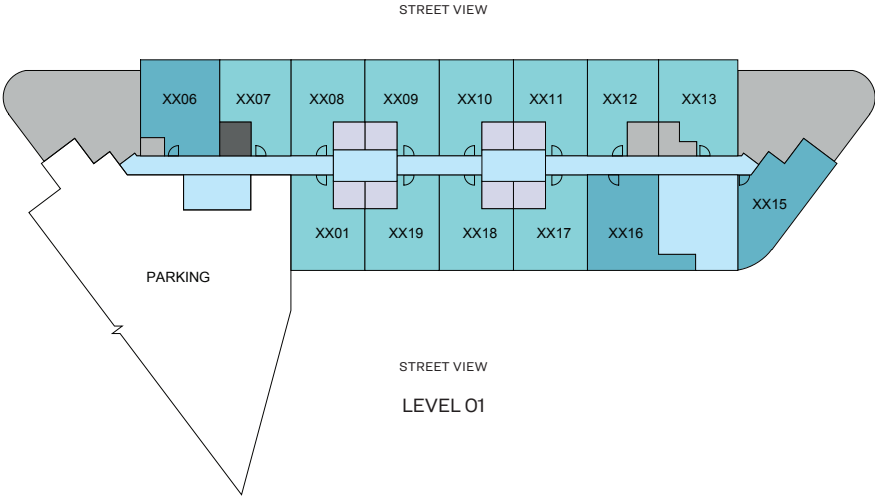 STREET VIEW
XX06
XX07
XX08
XX09
XX10
XX11
XX12
XX13
XX15
XX01
XX19
XX18
XX17
XX16
PARKING
STREET VIEW
LEVEL 01